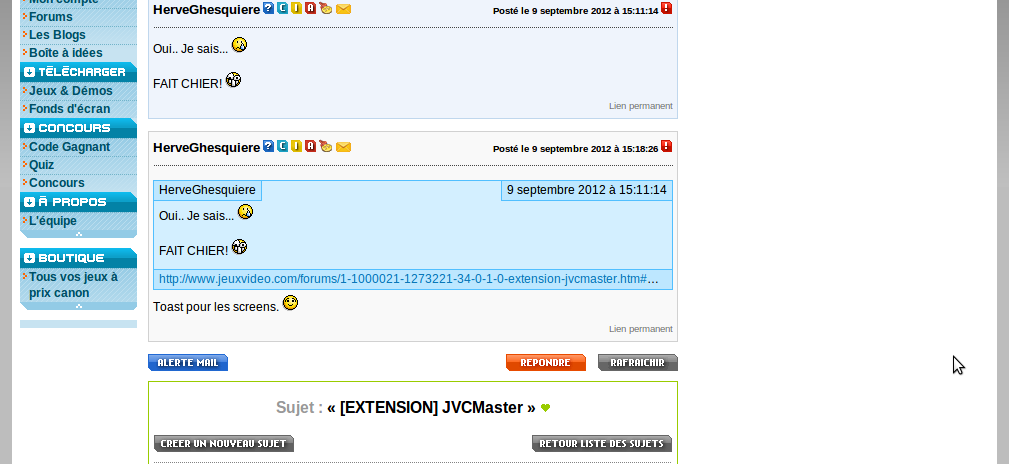 Mon compte
Forums
Les Blogs
Boîte à idées
TÉLÉCHARGER
Jeux & Démos
Fonds d'écran
CONCOURS
Code Gagnant
Quiz
Concours
À PROPOS
L'équipe
BOUTIQUE
Tous vos jeux à
prix canon
HerveGhesquiere ? C J A Posté le 9 septembre 2012 à 15:11:14 !
Oui.. Je sais...
FAIT CHIER!
Lien permanent
HerveGhesquiere ? C J A Posté le 9 septembre 2012 à 15:18:26 !
HerveGhesquiere 9 septembre 2012 à 15:11:14
Oui.. Je sais...
FAIT CHIER!
http://www.jeuxvideo.com/forums/1-1000021-1273221-34-0-1-0-extension-jvcmaster.htm#...
Toast pour les screens.
Lien permanent
ALERTE MAIL REPONDRE RAFRAICHIR
Sujet : « [EXTENSION] JVCMaster »
CREER UN NOUVEAU SUJET RETOUR LISTE DES SUJETS